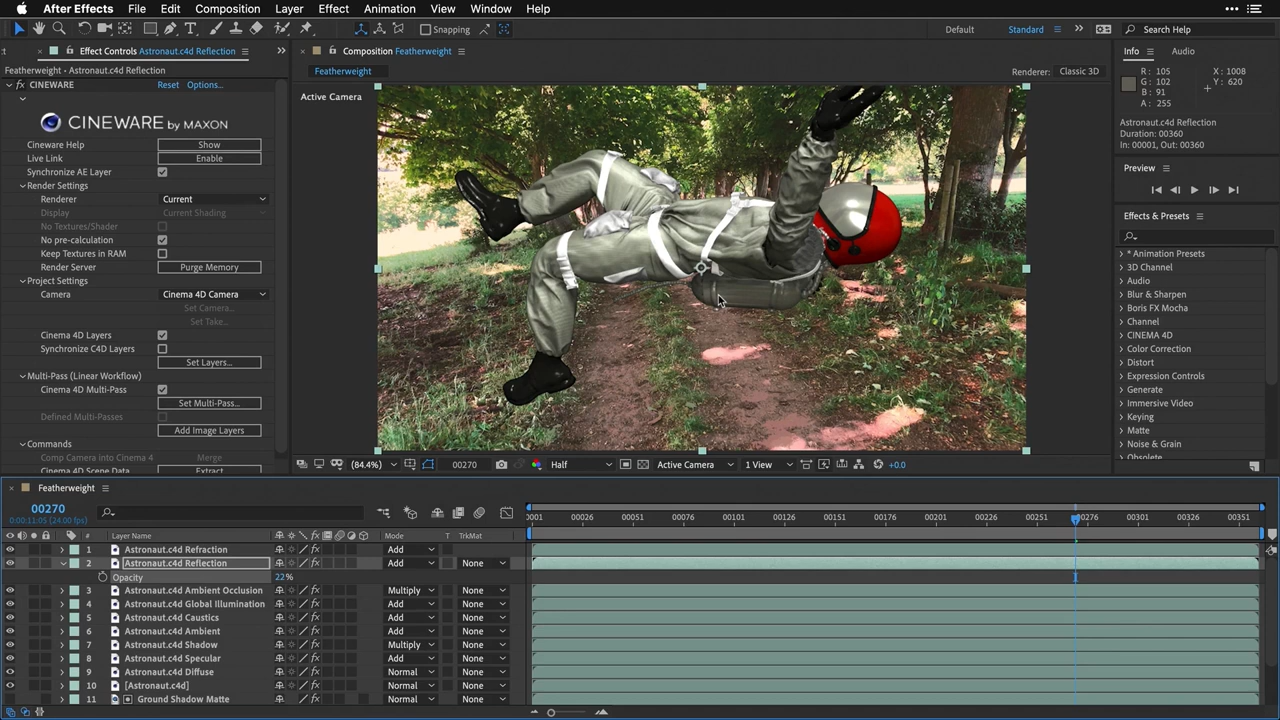 After Effects File Edit Composition Layer Effect Animation View Window Help
Snapping Default Standard Search Help
Effect Controls Astronaut.c4d Reflection Composition Featherweight Info Audio
Featherweight • Astronaut.c4d Reflection Featherweight Renderer: Classic 3D
CINEWARE Reset Options...
Active Camera
R : 105 X : 1008
G : 102 Y : 620
B : 91
A : 255
CINEWARE by MAXON
Astronaut.c4d Reflection
Duration: 00360
In: 00001, Out: 00360
Cineware Help Show
Live Link Enable
Synchronize AE Layer
Preview
Render Settings
Renderer Current
Display Current Shading
Effects & Presets
No Textures/Shader
No pre-calculation
Keep Textures in RAM
Render Server Purge Memory
Project Settings
Camera Cinema 4D Camera
Set Camera...
Set Take...
Cinema 4D Layers
Synchronize C4D Layers
Set Layers...
Multi-Pass (Linear Workflow)
Cinema 4D Multi-Pass
Set Multi-Pass...
Defined Multi-Passes
Add Image Layers
Commands
Comp Camera into Cinema 4 Merge
Cinema 4D Scene Data Extract
* Animation Presets
3D Channel
Audio
Blur & Sharpen
Boris FX Mocha
Channel
CINEMA 4D
Color Correction
Distort
Expression Controls
Generate
Immersive Video
Keying
Matte
Noise & Grain
Obsolete
(84.4%) 00270 Half Active Camera 1 View +0.0
Featherweight
00270
0:00:11:05 (24.00 fps)
0001 00026 00051 00076 00101 00126 00151 00176 00201 00226 00251 00276 00301 00326 00351
# Layer Name Mode T TrkMat
1 Astronaut.c4d Refraction Add
2 Astronaut.c4d Reflection Add None
Opacity 22%
3 Astronaut.c4d Ambient Occlusion Multiply None
4 Astronaut.c4d Global Illumination Add None
5 Astronaut.c4d Caustics Add None
6 Astronaut.c4d Ambient Add None
7 Astronaut.c4d Shadow Multiply None
8 Astronaut.c4d Specular Add None
9 Astronaut.c4d Diffuse Normal None
10 [Astronaut.c4d] Normal None
11 Ground Shadow Matte Normal None